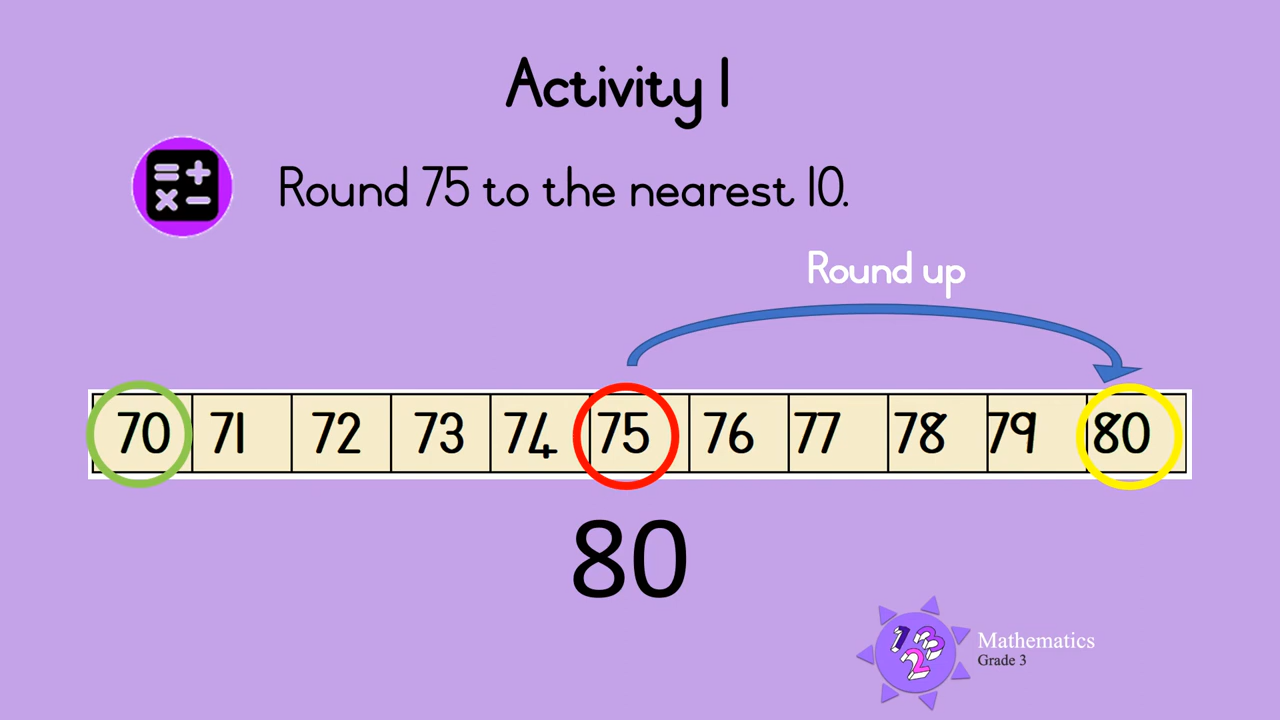 Activity 1
= +
× −
Round 75 to the nearest 10.
Round up
70 71 72 73 74 75 76 77 78 79 80
80
123
Mathematics
Grade 3